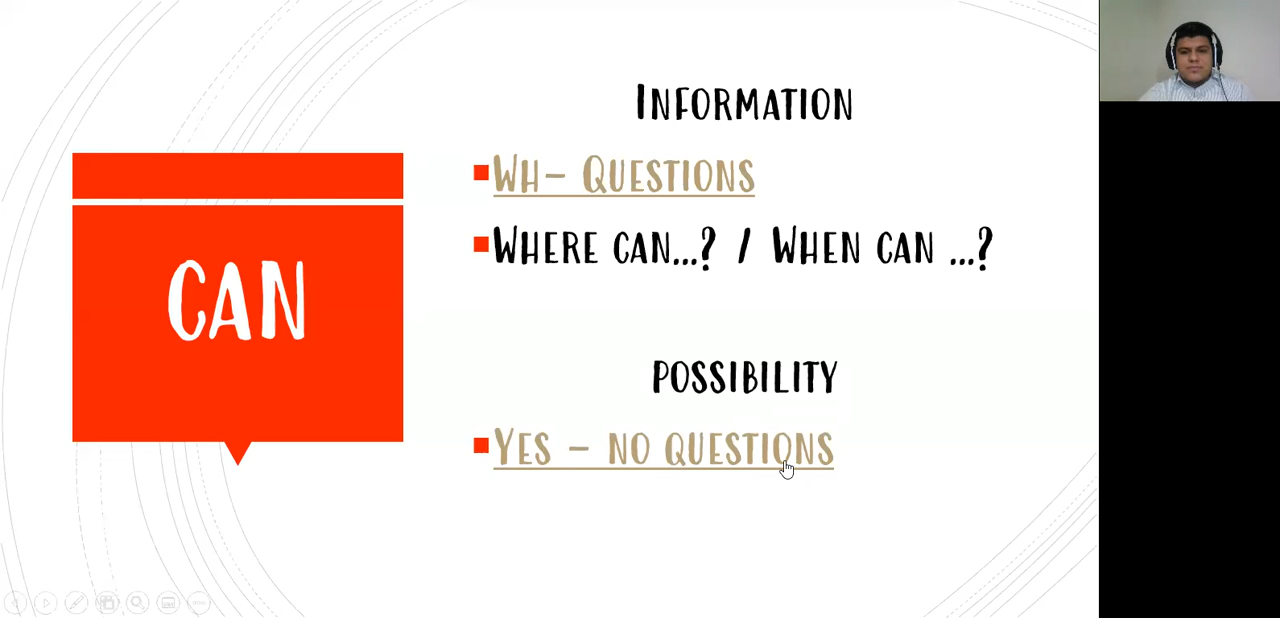 CAN
INFORMATION
WH- QUESTIONS
WHERE CAN...? / WHEN CAN ...?
POSSIBILITY
YES - NO QUESTIONS